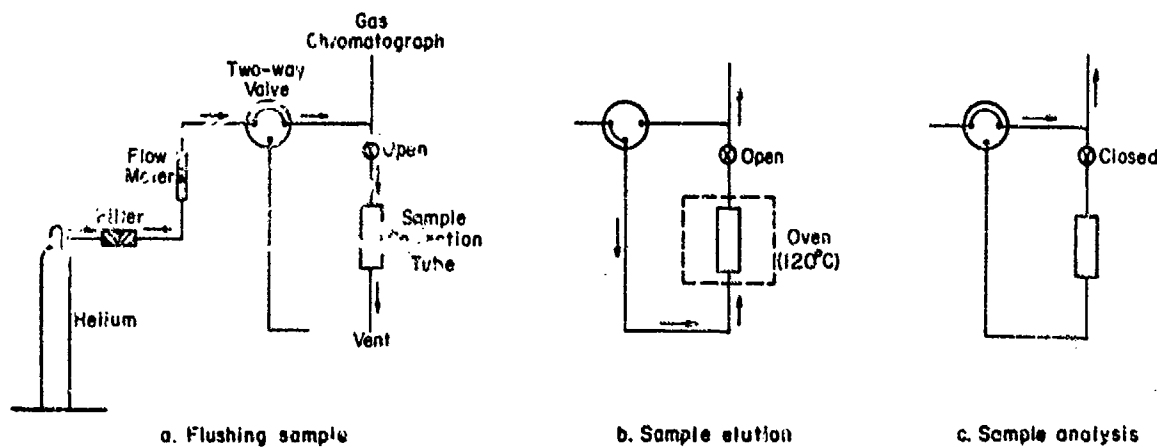 Gas
Chromatograph
Two-way
Valve
Open
Flow
Meter
Filter
Sample
Collection
Tube
Helium
Vent
a. Flushing sample
Open
Oven
(120°C)
b. Sample elution
Closed
c. Sample analysis